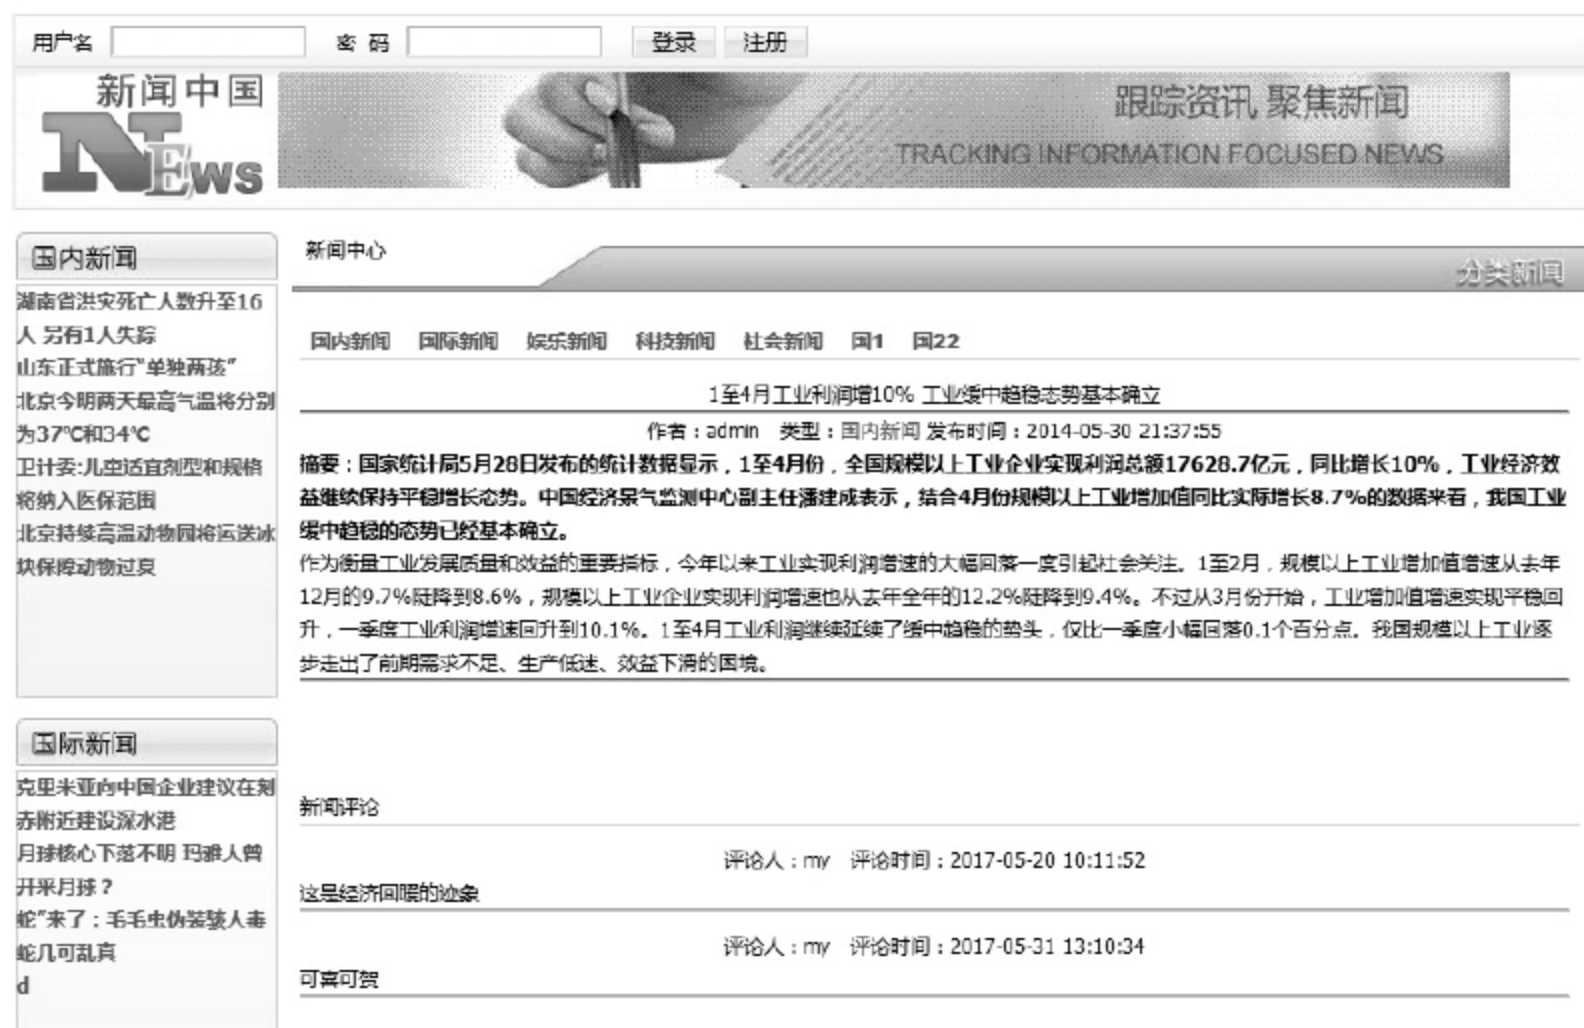 用户名
密 码
登录
注册
新闻中国
NEWS
跟踪资讯 聚焦新闻
TRACKING INFORMATION FOCUSED NEWS
国内新闻
湖南省洪灾死亡人数升至16
人 另有1人失踪
山东正式施行"单独两孩"
北京今明两天最高气温将分别
为37℃和34℃
卫计委:儿童适宜剂型和规格
将纳入医保范围
北京持续高温动物园将运送冰
块保障动物过夏
国际新闻
克里米亚向中国企业建议在刻
赤附近建设深水港
月球核心下落不明 玛雅人曾
开采月球？
蛇"来了：毛毛虫伪装骇人毒
蛇几可乱真
d
新闻中心
分类新闻
国内新闻 国际新闻 娱乐新闻 科技新闻 社会新闻 国1 国22
1至4月工业利润增10% 工业缓中趋稳态势基本确立
作者：admin 类型：国内新闻 发布时间：2014-05-30 21:37:55
摘要：国家统计局5月28日发布的统计数据显示，1至4月份，全国规模以上工业企业实现利润总额17628.7亿元，同比增长10%，工业经济效
益继续保持平稳增长态势。中国经济景气监测中心副主任潘建成表示，结合4月份规模以上工业增加值同比实际增长8.7%的数据来看，我国工业
缓中趋稳的态势已经基本确立。
作为衡量工业发展质量和效益的重要指标，今年以来工业实现利润增速的大幅回落一度引起社会关注。1至2月，规模以上工业增加值增速从去年
12月的9.7%陡降到8.6%，规模以上工业企业实现利润增速也从去年全年的12.2%陡降到9.4%。不过从3月份开始，工业增加值增速实现平稳回
升，一季度工业利润增速回升到10.1%。1至4月工业利润继续延续了缓中趋稳的势头，仅比一季度小幅回落0.1个百分点。我国规模以上工业逐
步走出了前期需求不足、生产低迷、效益下滑的困境。
新闻评论
评论人：my 评论时间：2017-05-20 10:11:52
这是经济回暖的迹象
评论人：my 评论时间：2017-05-31 13:10:34
可喜可贺